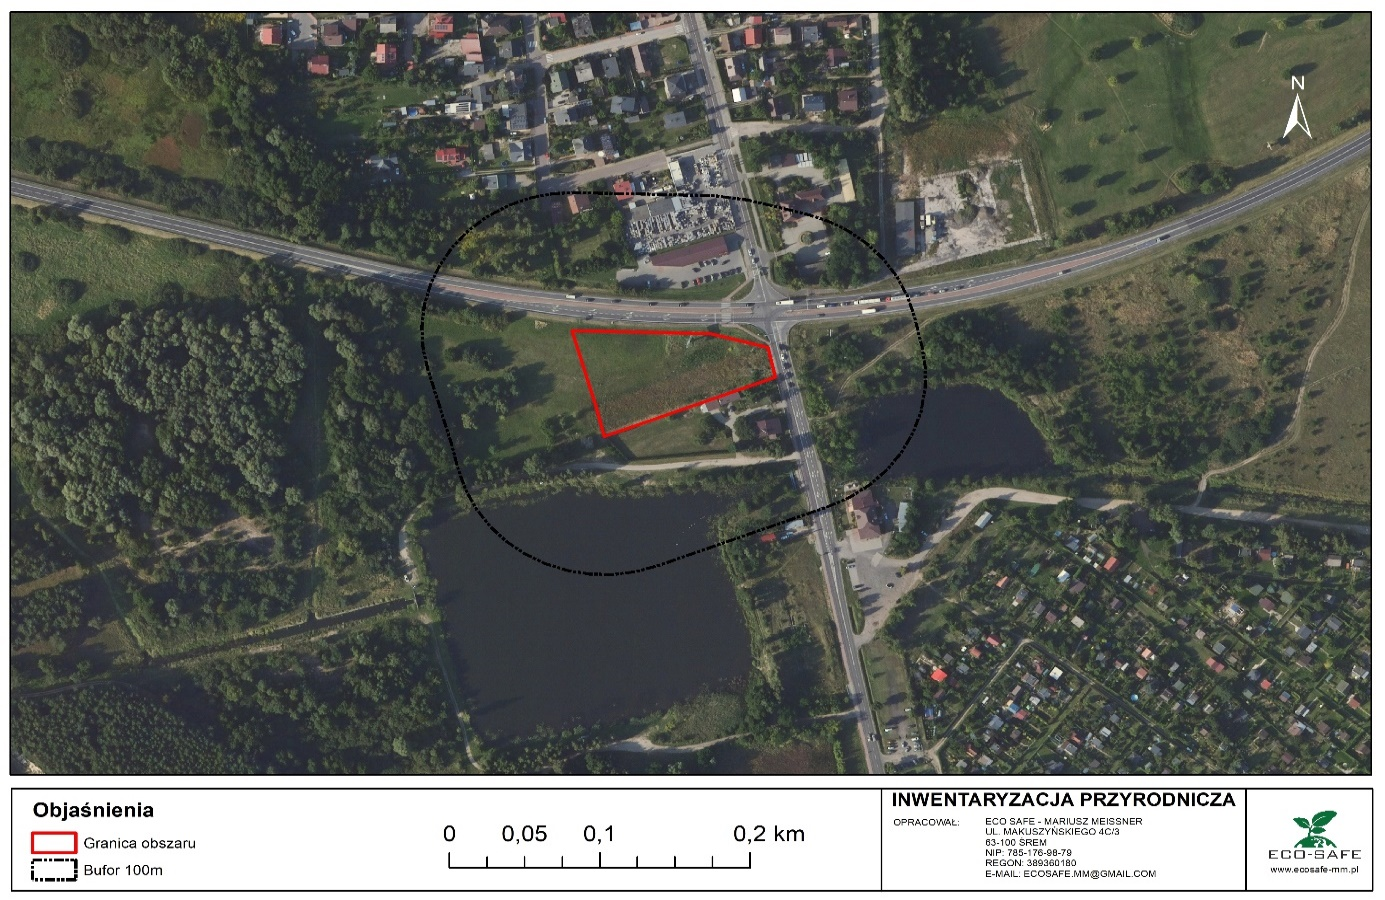 N
Objaśnienia
Granica obszaru
Bufor 100m
0 0,05 0,1 0,2 km
INWENTARYZACJA PRZYRODNICZA
OPRACOWAŁ:
ECO SAFE - MARIUSZ MEISSNER
UL. MAKUSZYŃSKIEGO 4C/3
63-100 ŚREM
NIP: 785-176-98-79
REGON: 389360180
E-MAIL: ECOSAFE.MM@GMAIL.COM
ECO-SAFE
www.ecosafe-mm.pl